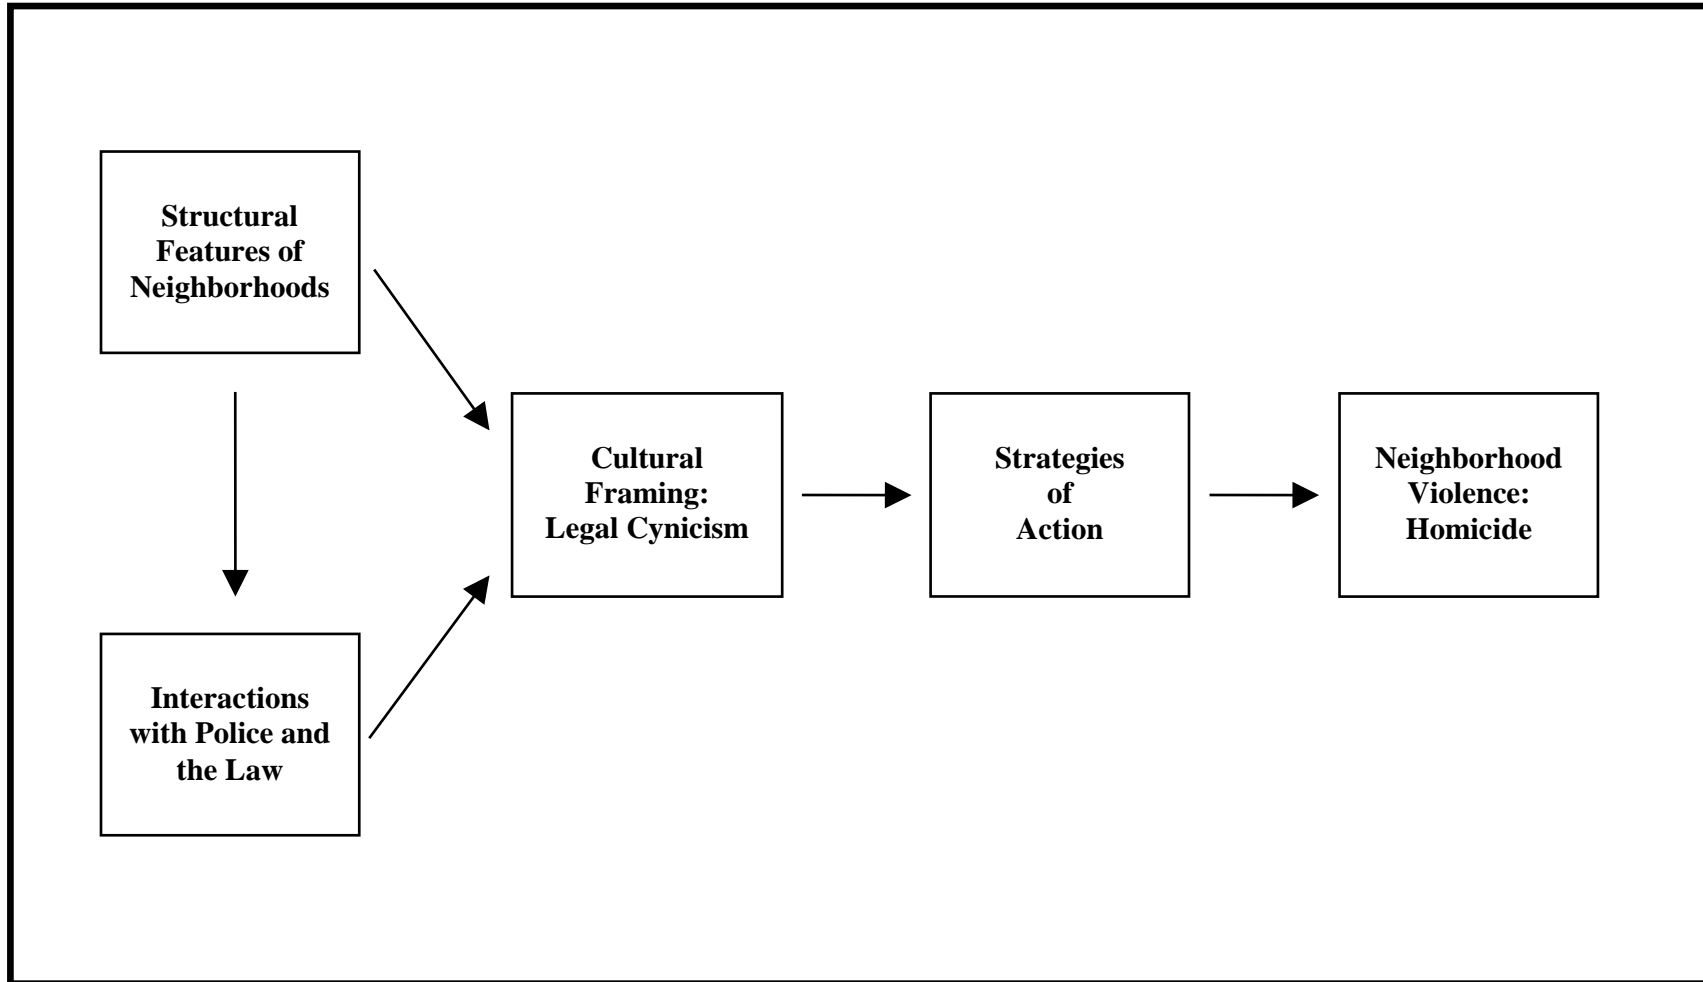 Structural
Features of
Neighborhoods
Interactions
with Police and
the Law
Cultural
Framing:
Legal Cynicism
Strategies
of
Action
Neighborhood
Violence:
Homicide